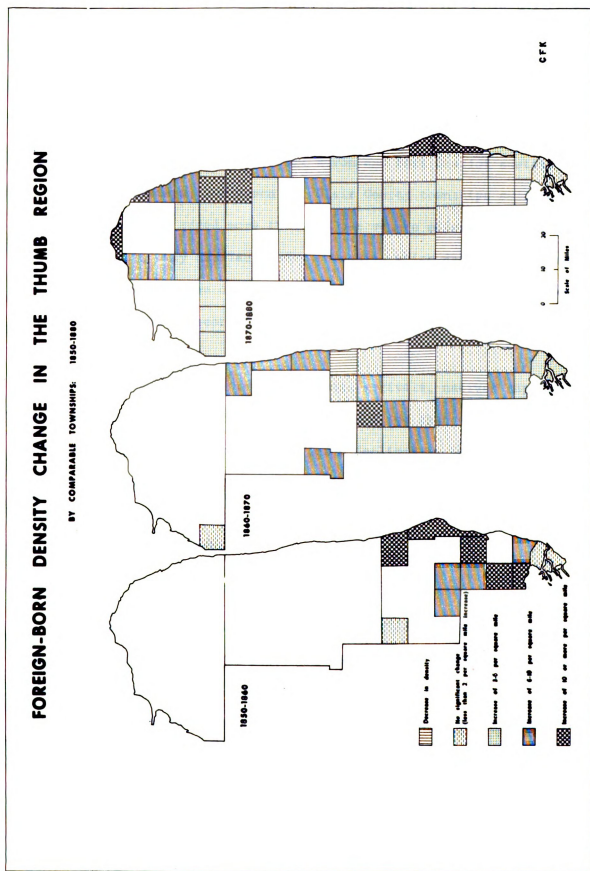 FOREIGN-BORN DENSITY CHANGE IN THE THUMB REGION
BY COMPARABLE TOWNSHIPS: 1850-1880
1850-1860
1860-1870
1870-1880
Decrease in density
No significant change
(less than 2 per square mile increase)
Increase of 2-5 per square mile
Increase of 6-10 per square mile
Increase of 10 or more per square mile
0 10 20
Scale of Miles
CFK